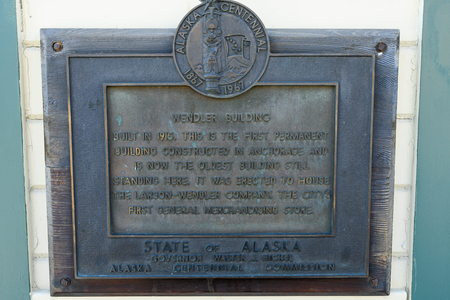 ALASKA CENTENNIAL
1867 1967
WENDLER BUILDING
BUILT IN 1915, THIS IS THE FIRST PERMANENT
BUILDING CONSTRUCTED IN ANCHORAGE AND
IS NOW THE OLDEST BUILDING STILL
STANDING HERE. IT WAS ERECTED TO HOUSE
THE LARSON-WENDLER COMPANY, THE CITY'S
FIRST GENERAL MERCHANDISING STORE.
STATE OF ALASKA
GOVERNOR WALTER J. HICKEL
ALASKA CENTENNIAL COMMISSION